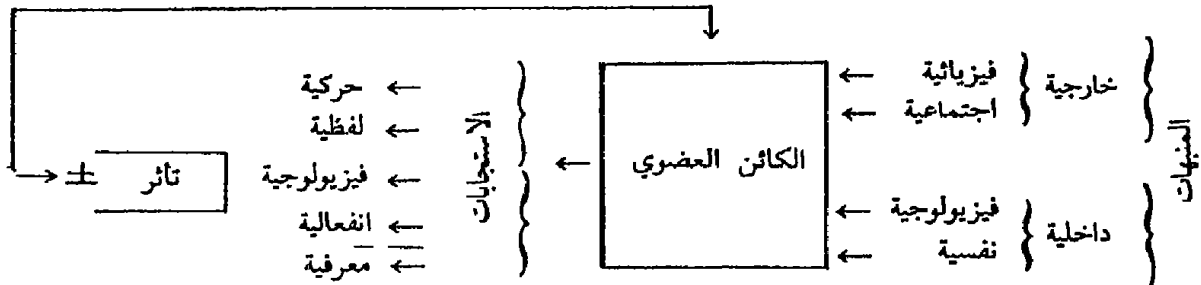 المنبهات
خارجية
فيزيائية
اجتماعية
داخلية
فيزيولوجية
نفسية
الكائن العضوي
الاستجابات
حركية
لفظية
فيزيولوجية
انفعالية
معرفية
تأثر
±